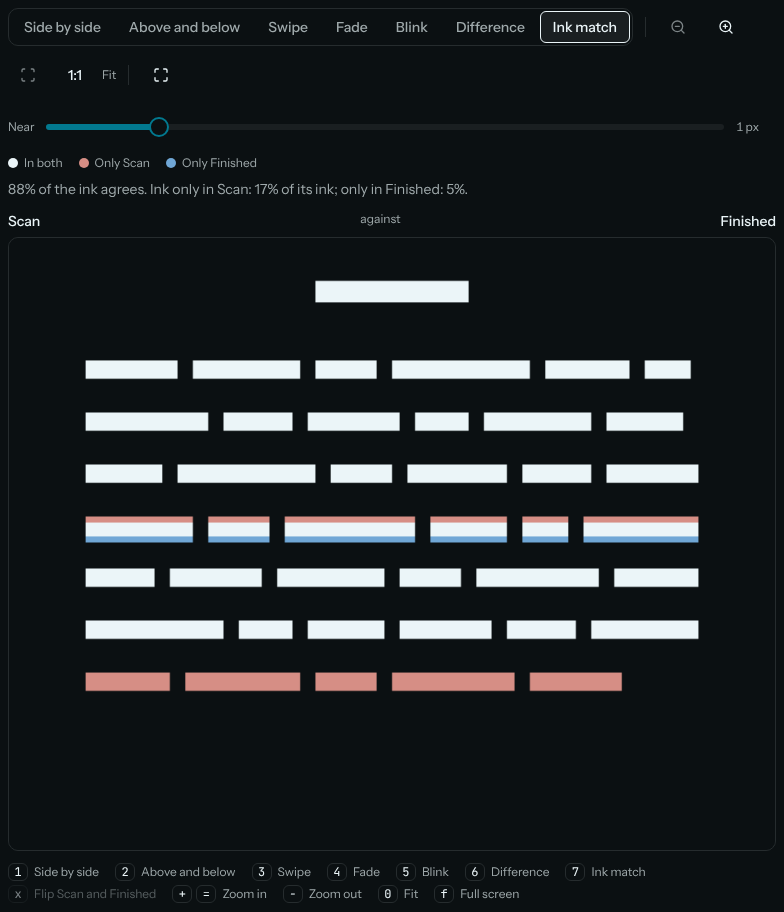 Side by side Above and below Swipe Fade Blink Difference Ink match
1:1 Fit
Near 1 px
In both Only Scan Only Finished
88% of the ink agrees. Ink only in Scan: 17% of its ink; only in Finished: 5%.
Scan against Finished
1 Side by side 2 Above and below 3 Swipe 4 Fade 5 Blink 6 Difference 7 Ink match
x Flip Scan and Finished + = Zoom in - Zoom out 0 Fit f Full screen